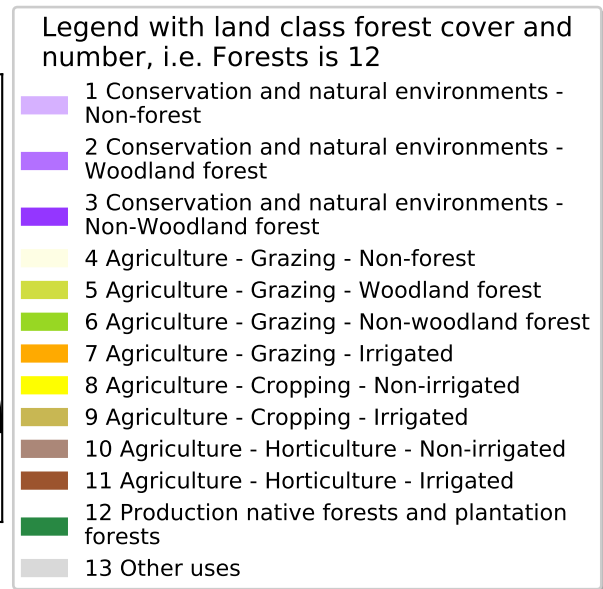 Legend with land class forest cover and
number, i.e. Forests is 12
1 Conservation and natural environments -
Non-forest
2 Conservation and natural environments -
Woodland forest
3 Conservation and natural environments -
Non-Woodland forest
4 Agriculture - Grazing - Non-forest
5 Agriculture - Grazing - Woodland forest
6 Agriculture - Grazing - Non-woodland forest
7 Agriculture - Grazing - Irrigated
8 Agriculture - Cropping - Non-irrigated
9 Agriculture - Cropping - Irrigated
10 Agriculture - Horticulture - Non-irrigated
11 Agriculture - Horticulture - Irrigated
12 Production native forests and plantation
forests
13 Other uses